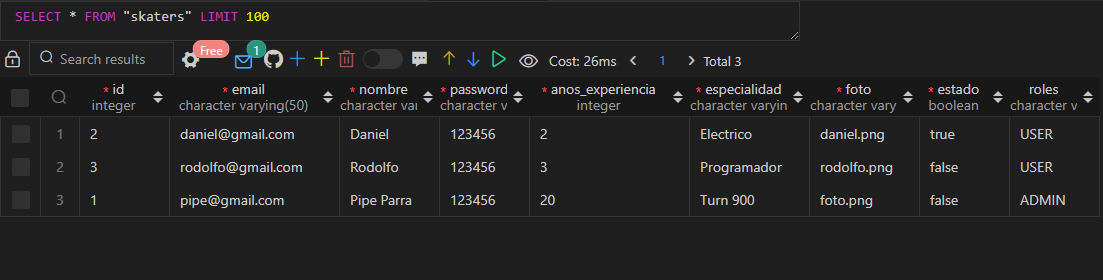 SELECT * FROM "skaters" LIMIT 100
Search results Free 1 Cost: 26ms 1 Total 3
* id * email * nombre * password * anos_experiencia * especialidad * foto * estado roles
integer character varying(50) character var character v integer character varyin character vary boolean character v
1 2 daniel@gmail.com Daniel 123456 2 Electrico daniel.png true USER
2 3 rodolfo@gmail.com Rodolfo 123456 3 Programador rodolfo.png false USER
3 1 pipe@gmail.com Pipe Parra 123456 20 Turn 900 foto.png false ADMIN